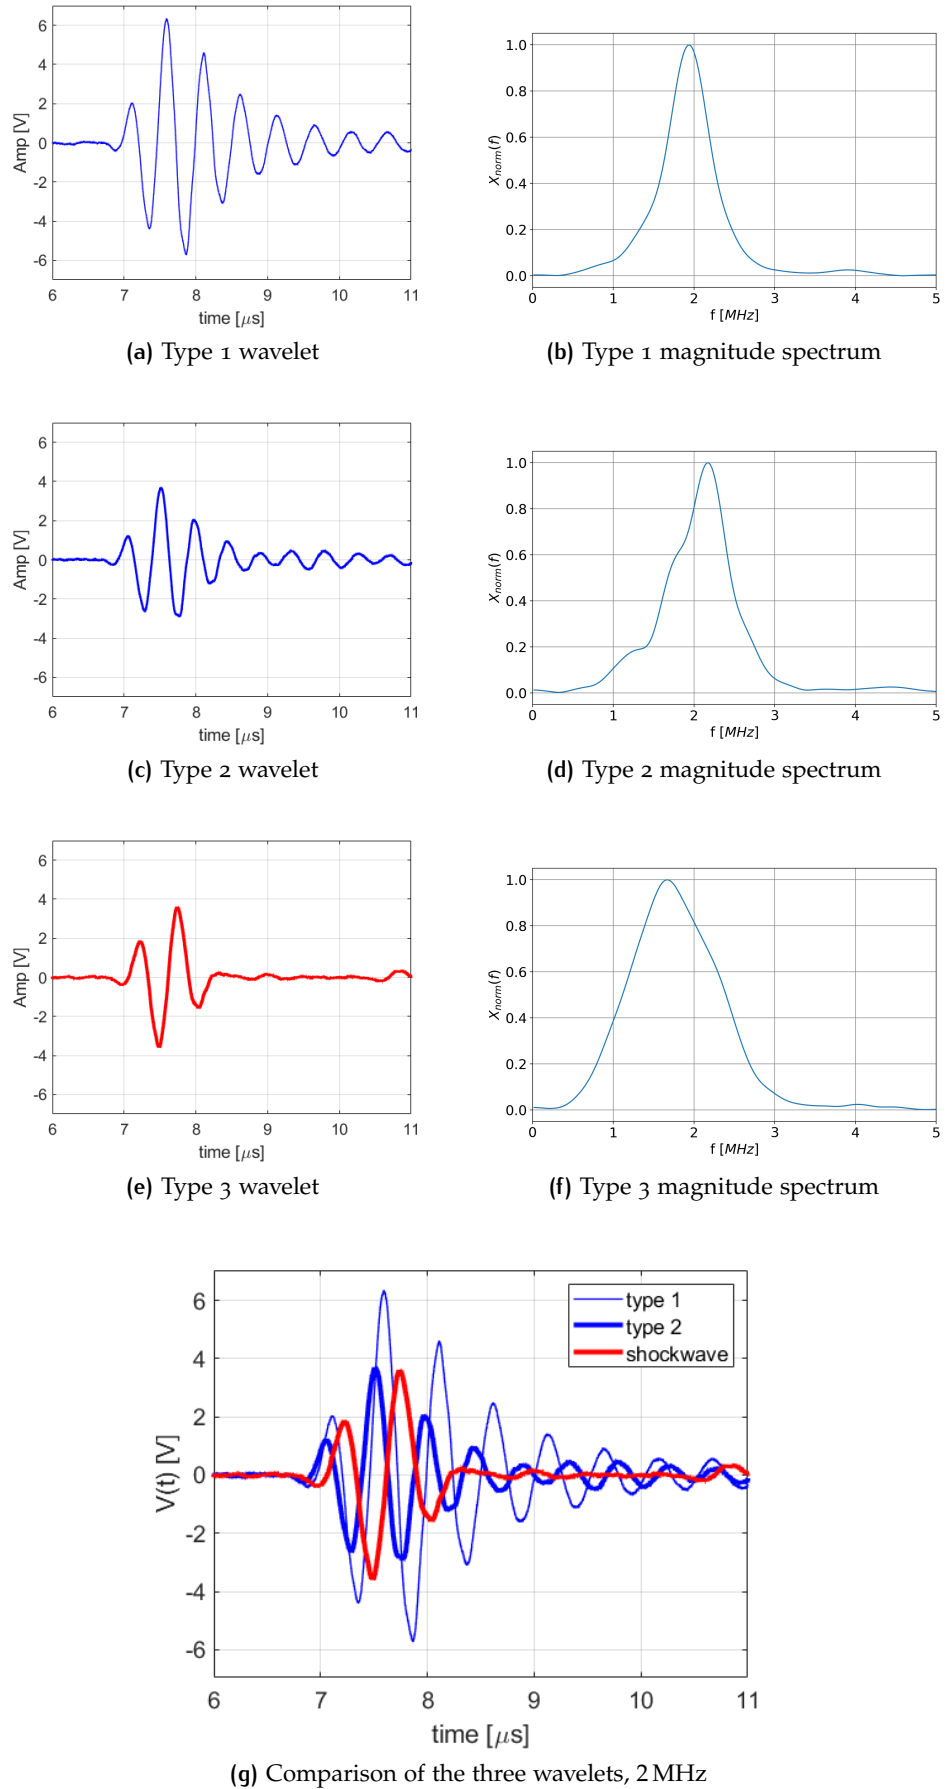 6
4
2
0
-2
-4
-6
Amp [V]
6 7 8 9 10 11
time [μs]
1.0
0.8
0.6
0.4
0.2
0.0
Xnorm(f)
0 1 2 3 4 5
f [MHz]
(a) Type 1 wavelet
(b) Type 1 magnitude spectrum
6
4
2
0
-2
-4
-6
Amp [V]
6 7 8 9 10 11
time [μs]
1.0
0.8
0.6
0.4
0.2
0.0
Xnorm(f)
0 1 2 3 4 5
f [MHz]
(c) Type 2 wavelet
(d) Type 2 magnitude spectrum
6
4
2
0
-2
-4
-6
Amp [V]
6 7 8 9 10 11
time [μs]
1.0
0.8
0.6
0.4
0.2
0.0
Xnorm(f)
0 1 2 3 4 5
f [MHz]
(e) Type 3 wavelet
(f) Type 3 magnitude spectrum
type 1
type 2
shockwave
6
4
2
0
-2
-4
-6
V(t) [V]
6 7 8 9 10 11
time [μs]
(g) Comparison of the three wavelets, 2 MHz